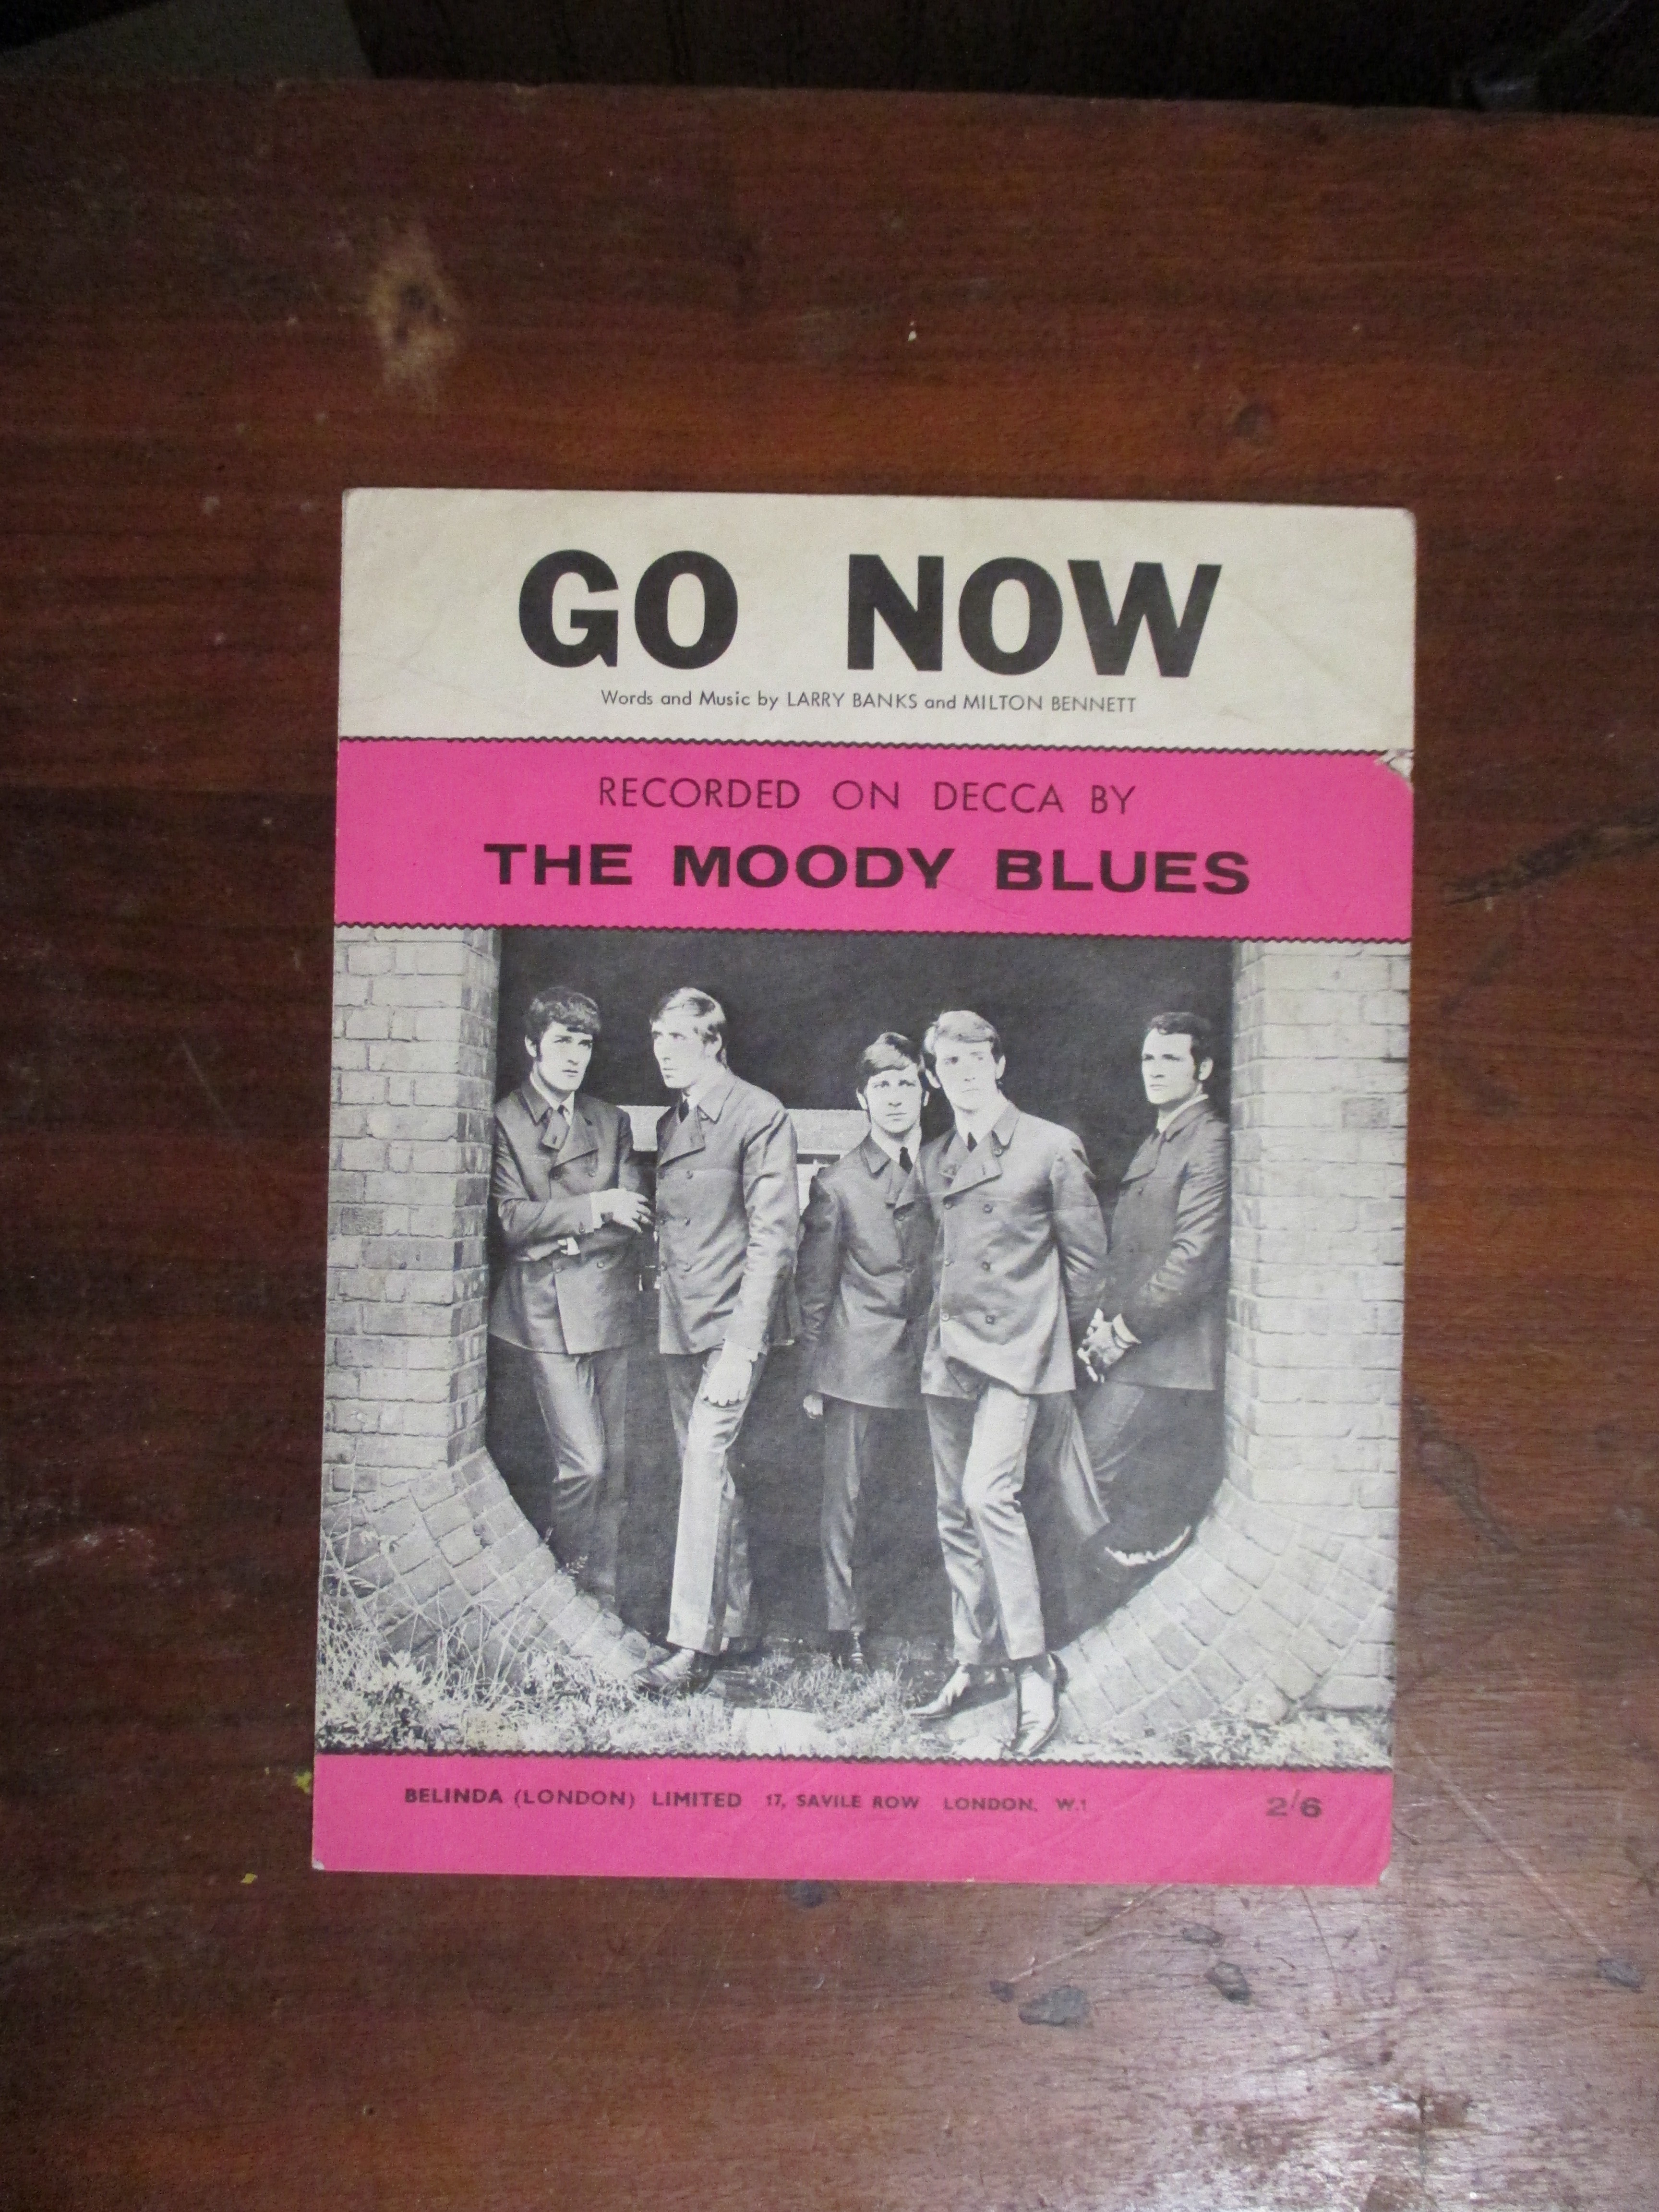 GO NOW
Words and Music by LARRY BANKS and MILTON BENNETT
RECORDED ON DECCA BY
THE MOODY BLUES
BELINDA (LONDON) LIMITED 17, SAVILE ROW LONDON, W.1 2/6